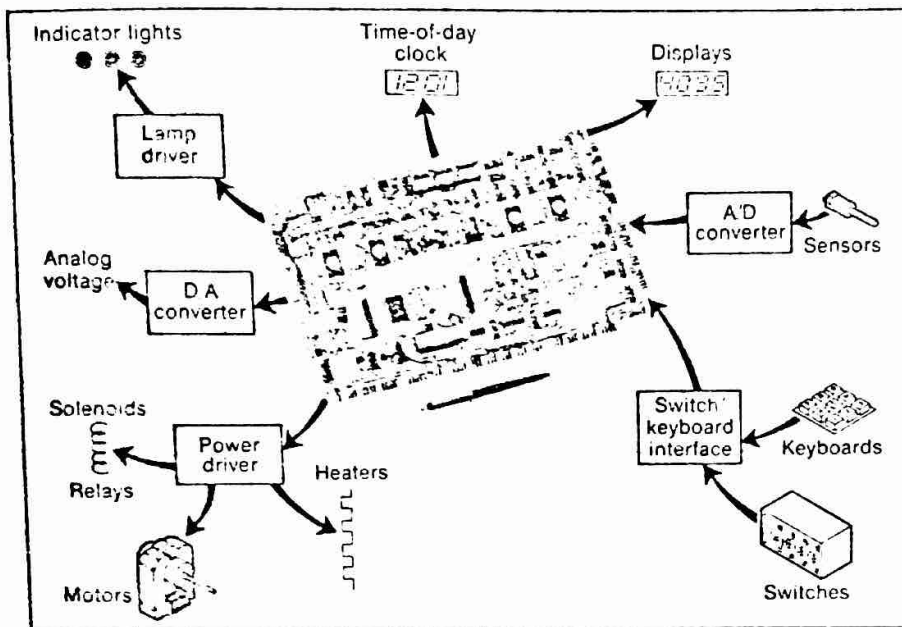 Indicator lights
Time-of-day
clock
12 01
Displays
4035
Lamp
driver
A/D
converter
Sensors
Analog
voltage
D A
converter
Solenoids
Relays
Power
driver
Heaters
Switch/
keyboard
interface
Keyboards
Motors
Switches